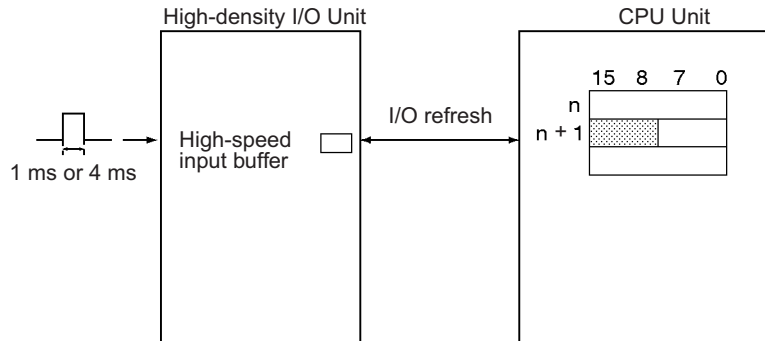 High-density I/O Unit
CPU Unit
15 8 7 0
n
n + 1
I/O refresh
High-speed
input buffer
1 ms or 4 ms